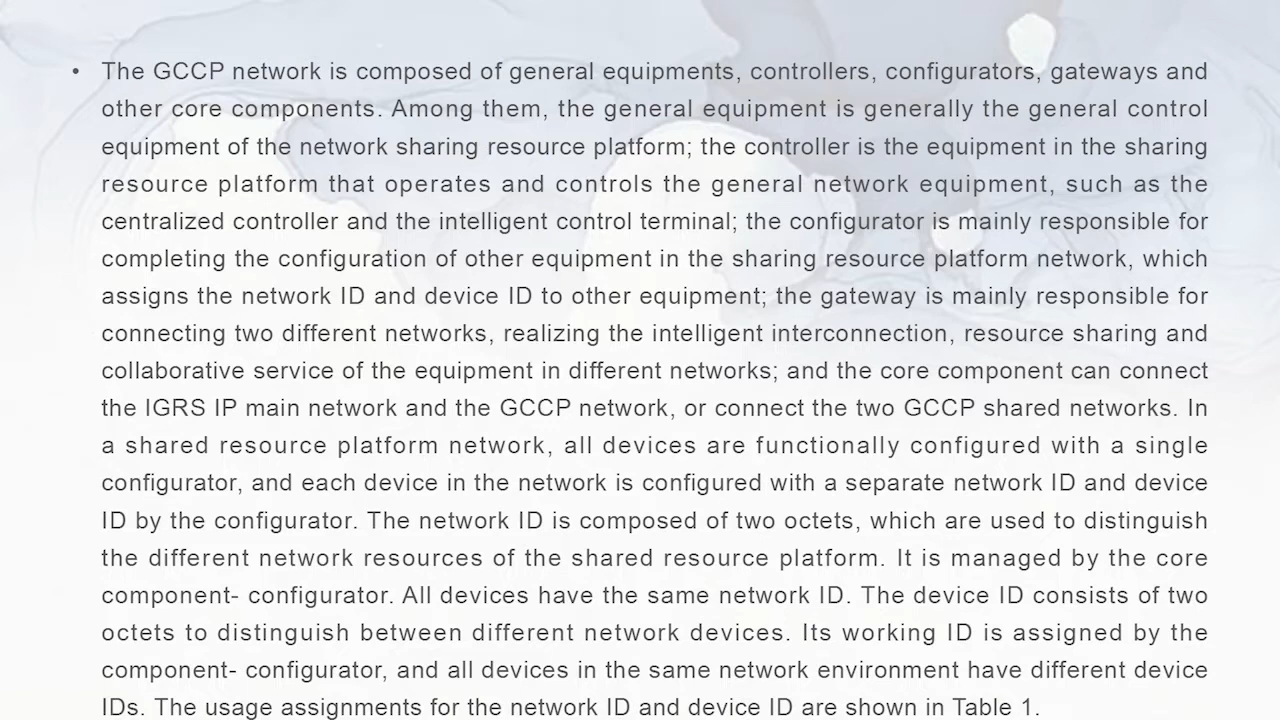 • The GCCP network is composed of general equipments, controllers, configurators, gateways and
other core components. Among them, the general equipment is generally the general control
equipment of the network sharing resource platform; the controller is the equipment in the sharing
resource platform that operates and controls the general network equipment, such as the
centralized controller and the intelligent control terminal; the configurator is mainly responsible for
completing the configuration of other equipment in the sharing resource platform network, which
assigns the network ID and device ID to other equipment; the gateway is mainly responsible for
connecting two different networks, realizing the intelligent interconnection, resource sharing and
collaborative service of the equipment in different networks; and the core component can connect
the IGRS IP main network and the GCCP network, or connect the two GCCP shared networks. In
a shared resource platform network, all devices are functionally configured with a single
configurator, and each device in the network is configured with a separate network ID and device
ID by the configurator. The network ID is composed of two octets, which are used to distinguish
the different network resources of the shared resource platform. It is managed by the core
component- configurator. All devices have the same network ID. The device ID consists of two
octets to distinguish between different network devices. Its working ID is assigned by the
component- configurator, and all devices in the same network environment have different device
IDs. The usage assignments for the network ID and device ID are shown in Table 1.